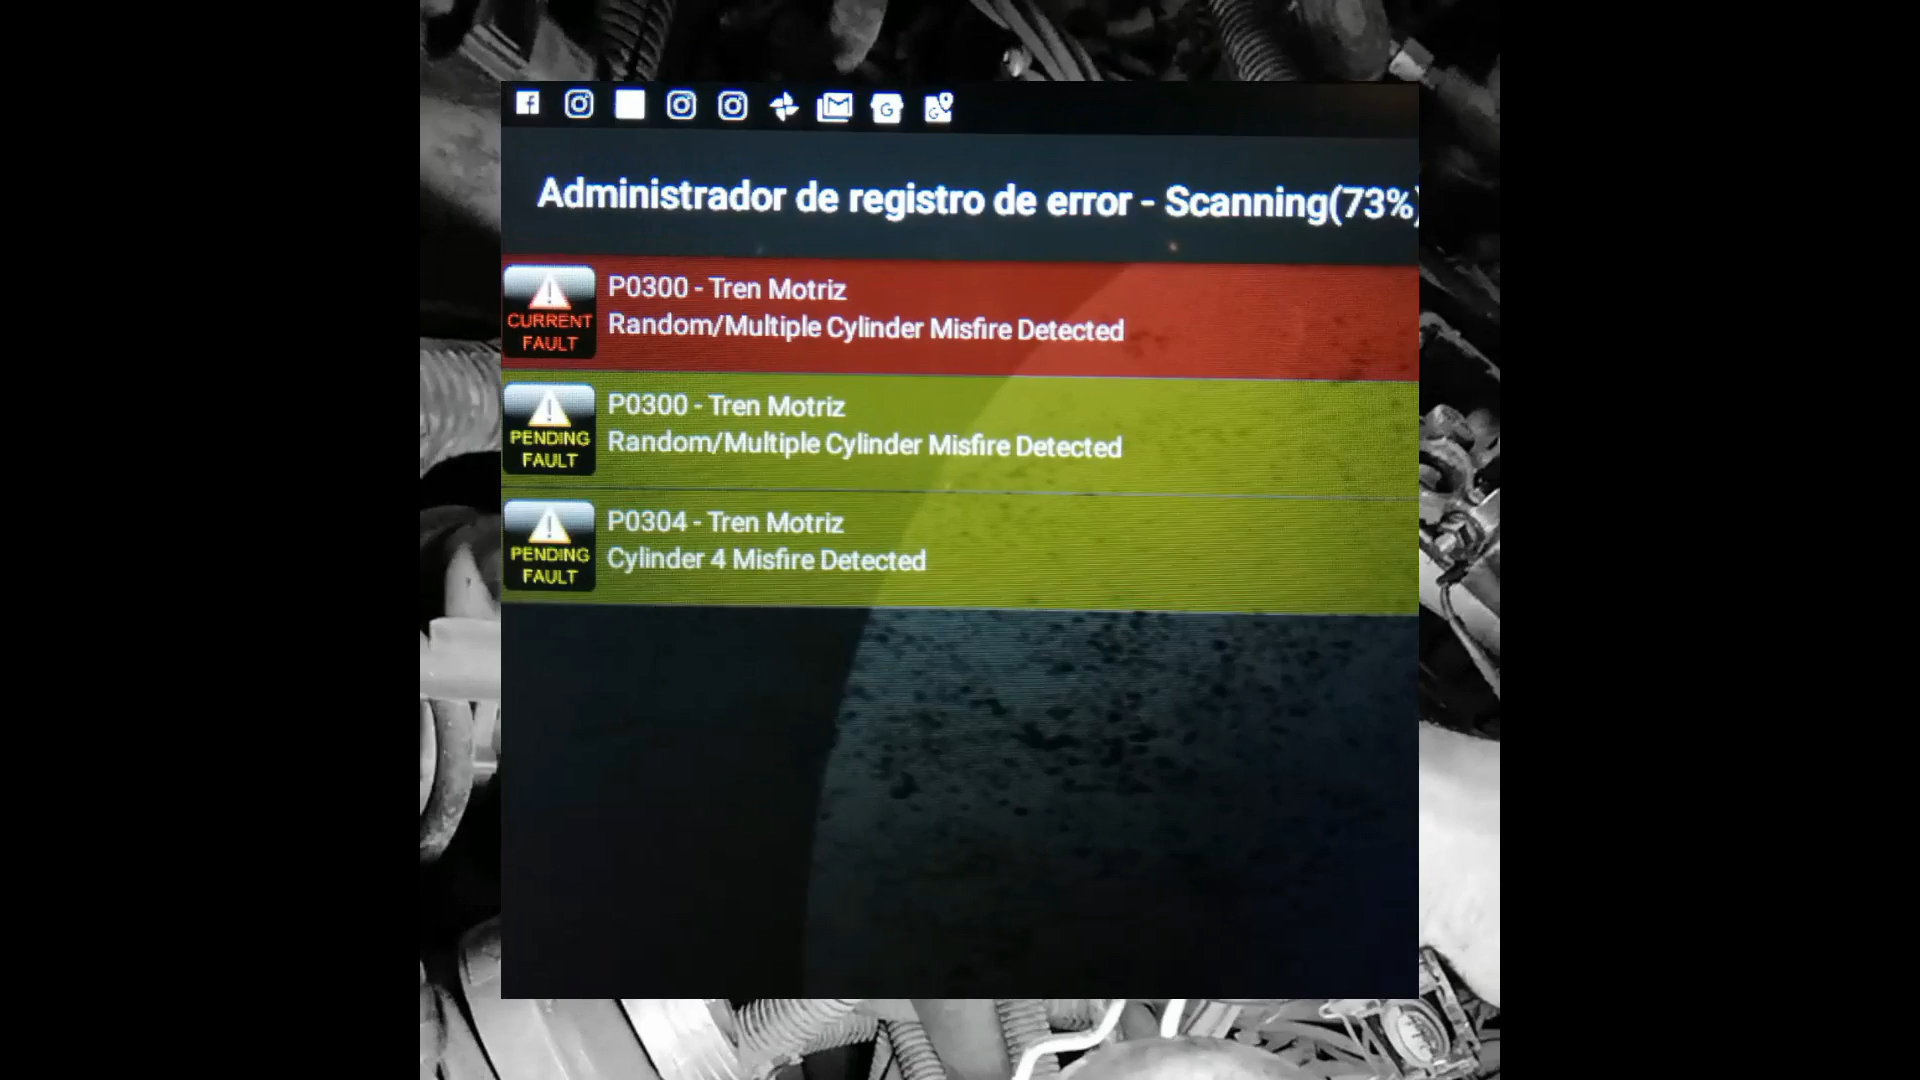 Administrador de registro de error - Scanning(73%)
P0300 - Tren Motriz
CURRENT
FAULT
Random/Multiple Cylinder Misfire Detected
P0300 - Tren Motriz
PENDING
FAULT
Random/Multiple Cylinder Misfire Detected
P0304 - Tren Motriz
PENDING
FAULT
Cylinder 4 Misfire Detected